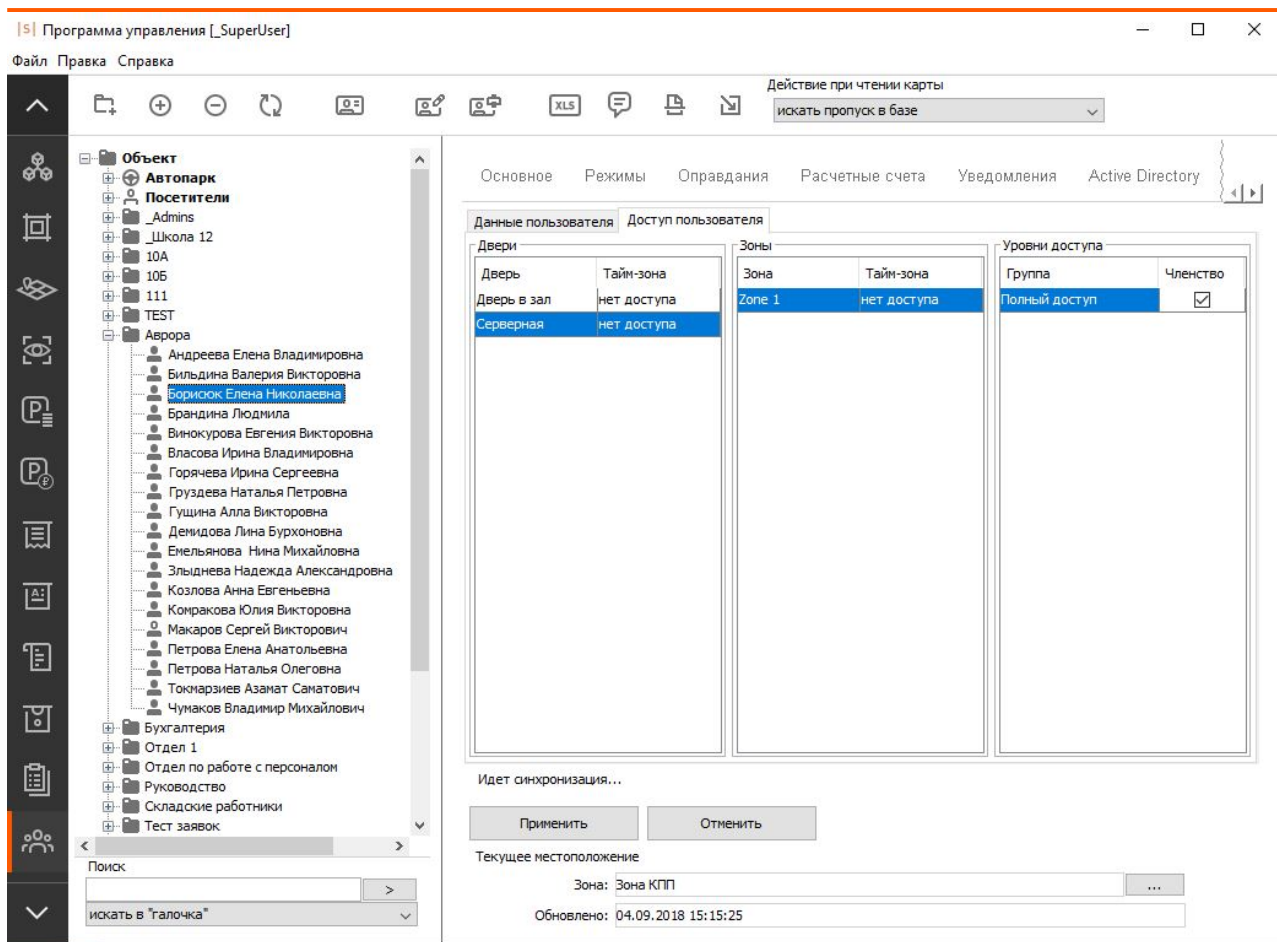 |S| Программа управления [_SuperUser]
Файл Правка Справка
Действие при чтении карты
XLS
искать пропуск в базе
Объект
Автопарк
Посетители
_Admins
_Школа 12
10А
10Б
111
TEST
Аврора
Андреева Елена Владимировна
Бильдина Валерия Викторовна
Борисюк Елена Николаевна
Брандина Людмила
Винокурова Евгения Викторовна
Власова Ирина Владимировна
Горячева Ирина Сергеевна
Груздева Наталья Петровна
Гущина Алла Викторовна
Демидова Лина Бурхоновна
Емельянова Нина Михайловна
Злыднева Надежда Александровна
Козлова Анна Евгеньевна
Комракова Юлия Викторовна
Макаров Сергей Викторович
Петрова Елена Анатольевна
Петрова Наталья Олеговна
Токмарзиев Азамат Саматович
Чумаков Владимир Михайлович
Бухгалтерия
Отдел 1
Отдел по работе с персоналом
Руководство
Складские работники
Тест заявок
Поиск
>
искать в "галочка"
Основное Режимы Оправдания Расчетные счета Уведомления Active Directory
Данные пользователя Доступ пользователя
Двери Зоны Уровни доступа
Дверь Тайм-зона Зона Тайм-зона Группа Членство
Дверь в зал нет доступа Zone 1 нет доступа Полный доступ
Серверная нет доступа
Идет синхронизация...
Применить Отменить
Текущее местоположение
Зона: Зона КПП ...
Обновлено: 04.09.2018 15:15:25